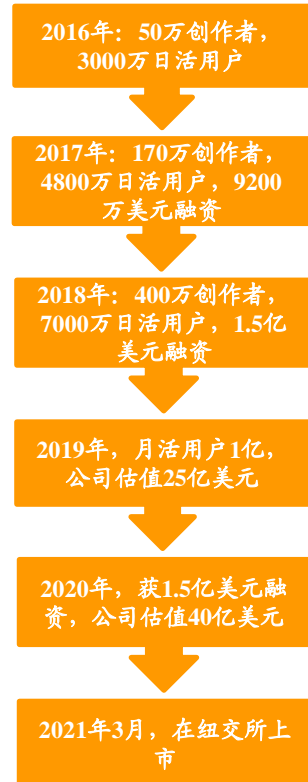 2016年：50万创作者，
3000万日活用户
2017年：170万创作者，
4800万日活用户，9200
万美元融资
2018年：400万创作者，
7000万日活用户，1.5亿
美元融资
2019年，月活用户1亿，
公司估值25亿美元
2020年，获1.5亿美元融
资，公司估值40亿美元
2021年3月，在纽交所上
市